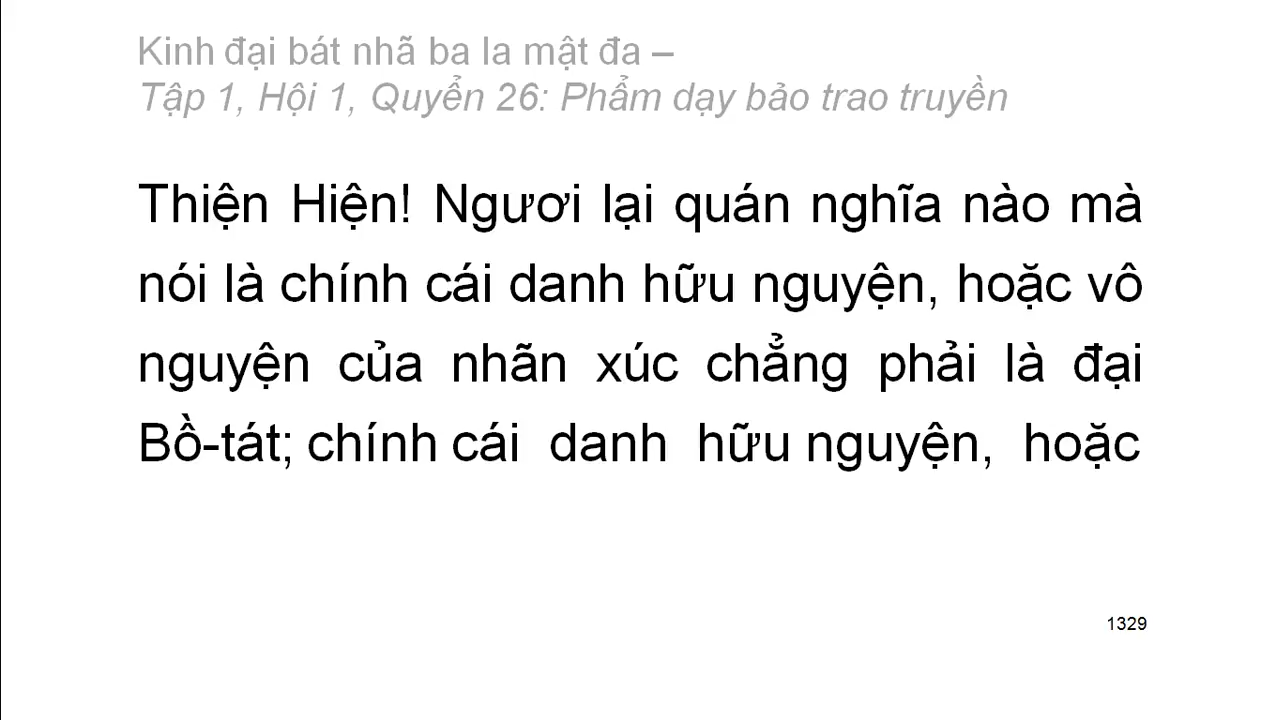 Kinh đại bát nhã ba la mật đa –
Tập 1, Hội 1, Quyển 26: Phẩm dạy bảo trao truyền
Thiện Hiện! Ngươi lại quán nghĩa nào mà
nói là chính cái danh hữu nguyện, hoặc vô
nguyện của nhãn xúc chẳng phải là đại
Bồ-tát; chính cái danh hữu nguyện, hoặc
1329